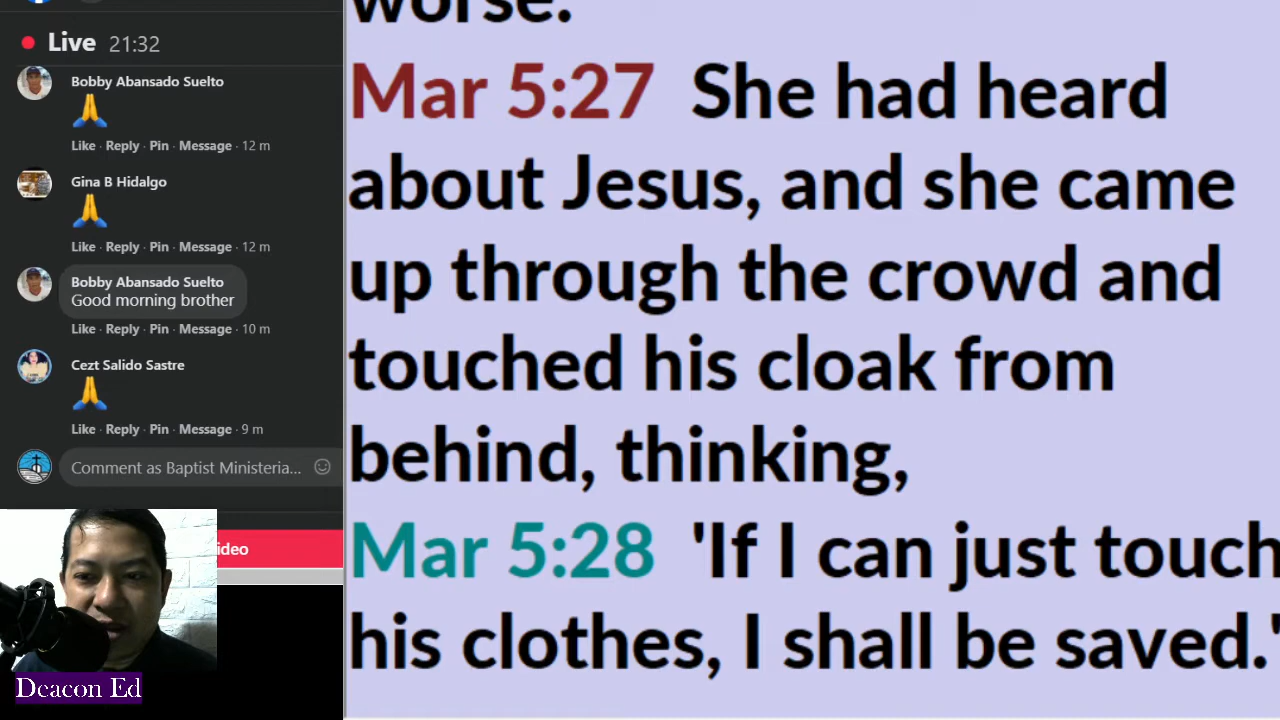 Live 21:32
Bobby Abansado Suelto
🙏
Like · Reply · Pin · Message · 12 m
Gina B Hidalgo
🙏
Like · Reply · Pin · Message · 12 m
Bobby Abansado Suelto
Good morning brother
Like · Reply · Pin · Message · 10 m
Cezt Salido Sastre
🙏
Like · Reply · Pin · Message · 9 m
Comment as Baptist Ministeria...
ideo
Deacon Ed
worse.
Mar 5:27 She had heard
about Jesus, and she came
up through the crowd and
touched his cloak from
behind, thinking,
Mar 5:28 'If I can just touch
his clothes, I shall be saved.'